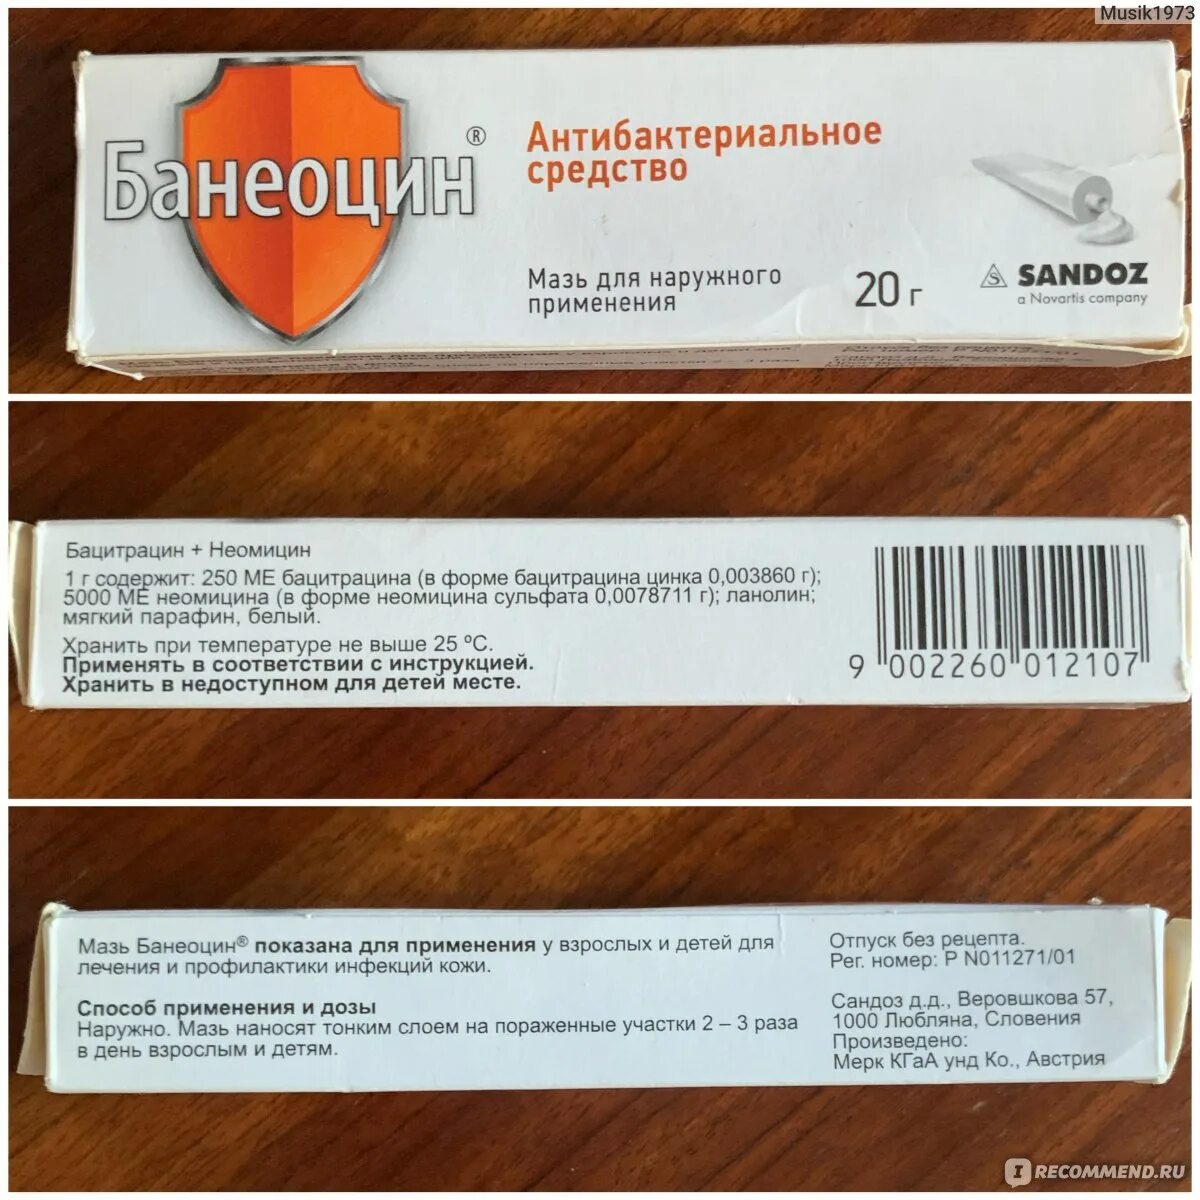 Musik1973
Банеоцин®
Антибактериальное
средство
Мазь для наружного
применения
20 г
SANDOZ
a Novartis company
Бацитрацин + Неомицин
1 г содержит: 250 МЕ бацитрацина (в форме бацитрацина цинка 0,003860 г);
5000 МЕ неомицина (в форме неомицина сульфата 0,0078711 г); ланолин;
мягкий парафин, белый.
Хранить при температуре не выше 25 ºС.
Применять в соответствии с инструкцией.
Хранить в недоступном для детей месте.
9 002260 012107
Мазь Банеоцин® показана для применения у взрослых и детей для
лечения и профилактики инфекций кожи.
Способ применения и дозы
Наружно. Мазь наносят тонким слоем на пораженные участки 2 – 3 раза
в день взрослым и детям.
Отпуск без рецепта.
Рег. номер: P N011271/01
Сандоз д.д., Веровшкова 57,
1000 Любляна, Словения
Произведено:
Мерк КГаА унд Ко., Австрия
IRECOMMEND.RU